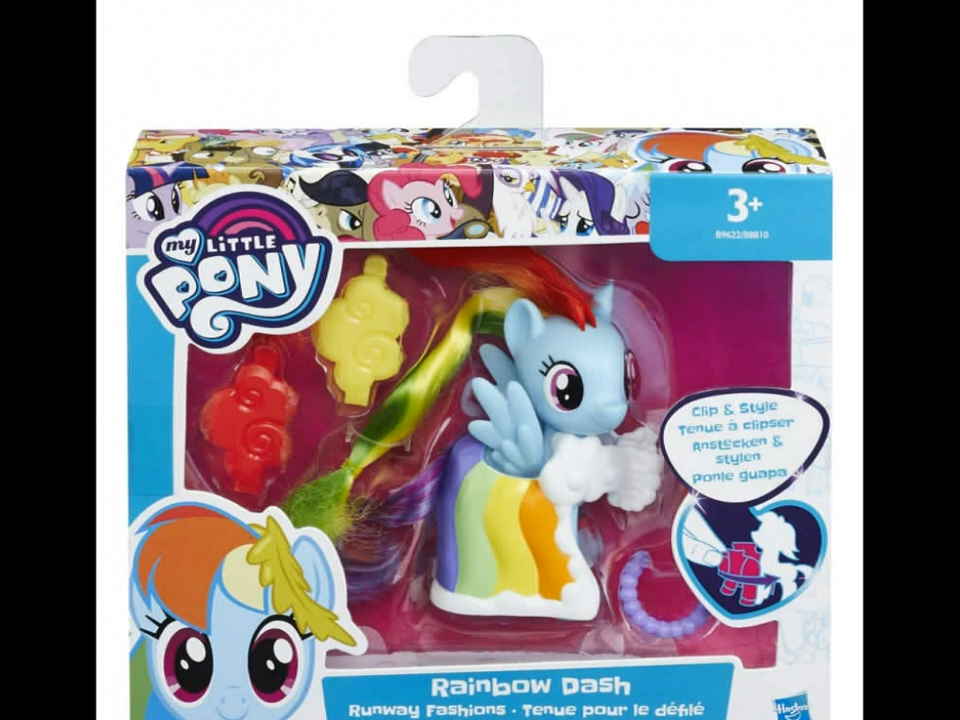 my LiTTLE
PONY
3+
B9622/B8810
Clip & Style
Tenue à clipser
Anstecken &
stylen
Ponle guapa
Rainbow Dash
Runway Fashions · Tenue pour le défilé
Hasbro